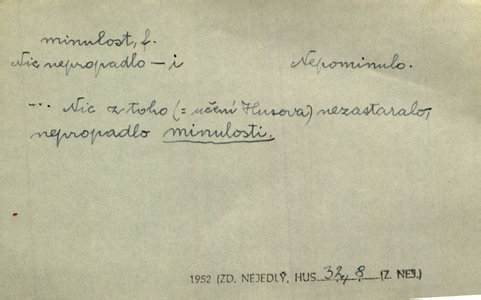 minulost, f.
Nic nepropadlo – i Nepominulo.
... Nic z toho (= učení Husova) nezastaralo,
nepropadlo minulosti.
1952 (ZD. NEJEDLÝ, HUS 32, 8 (Z. NEJ.)